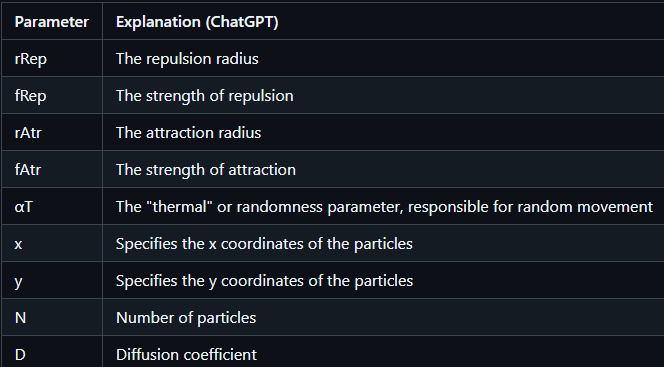 Parameter Explanation (ChatGPT)
rRep The repulsion radius
fRep The strength of repulsion
rAtr The attraction radius
fAtr The strength of attraction
αT The "thermal" or randomness parameter, responsible for random movement
x Specifies the x coordinates of the particles
y Specifies the y coordinates of the particles
N Number of particles
D Diffusion coefficient